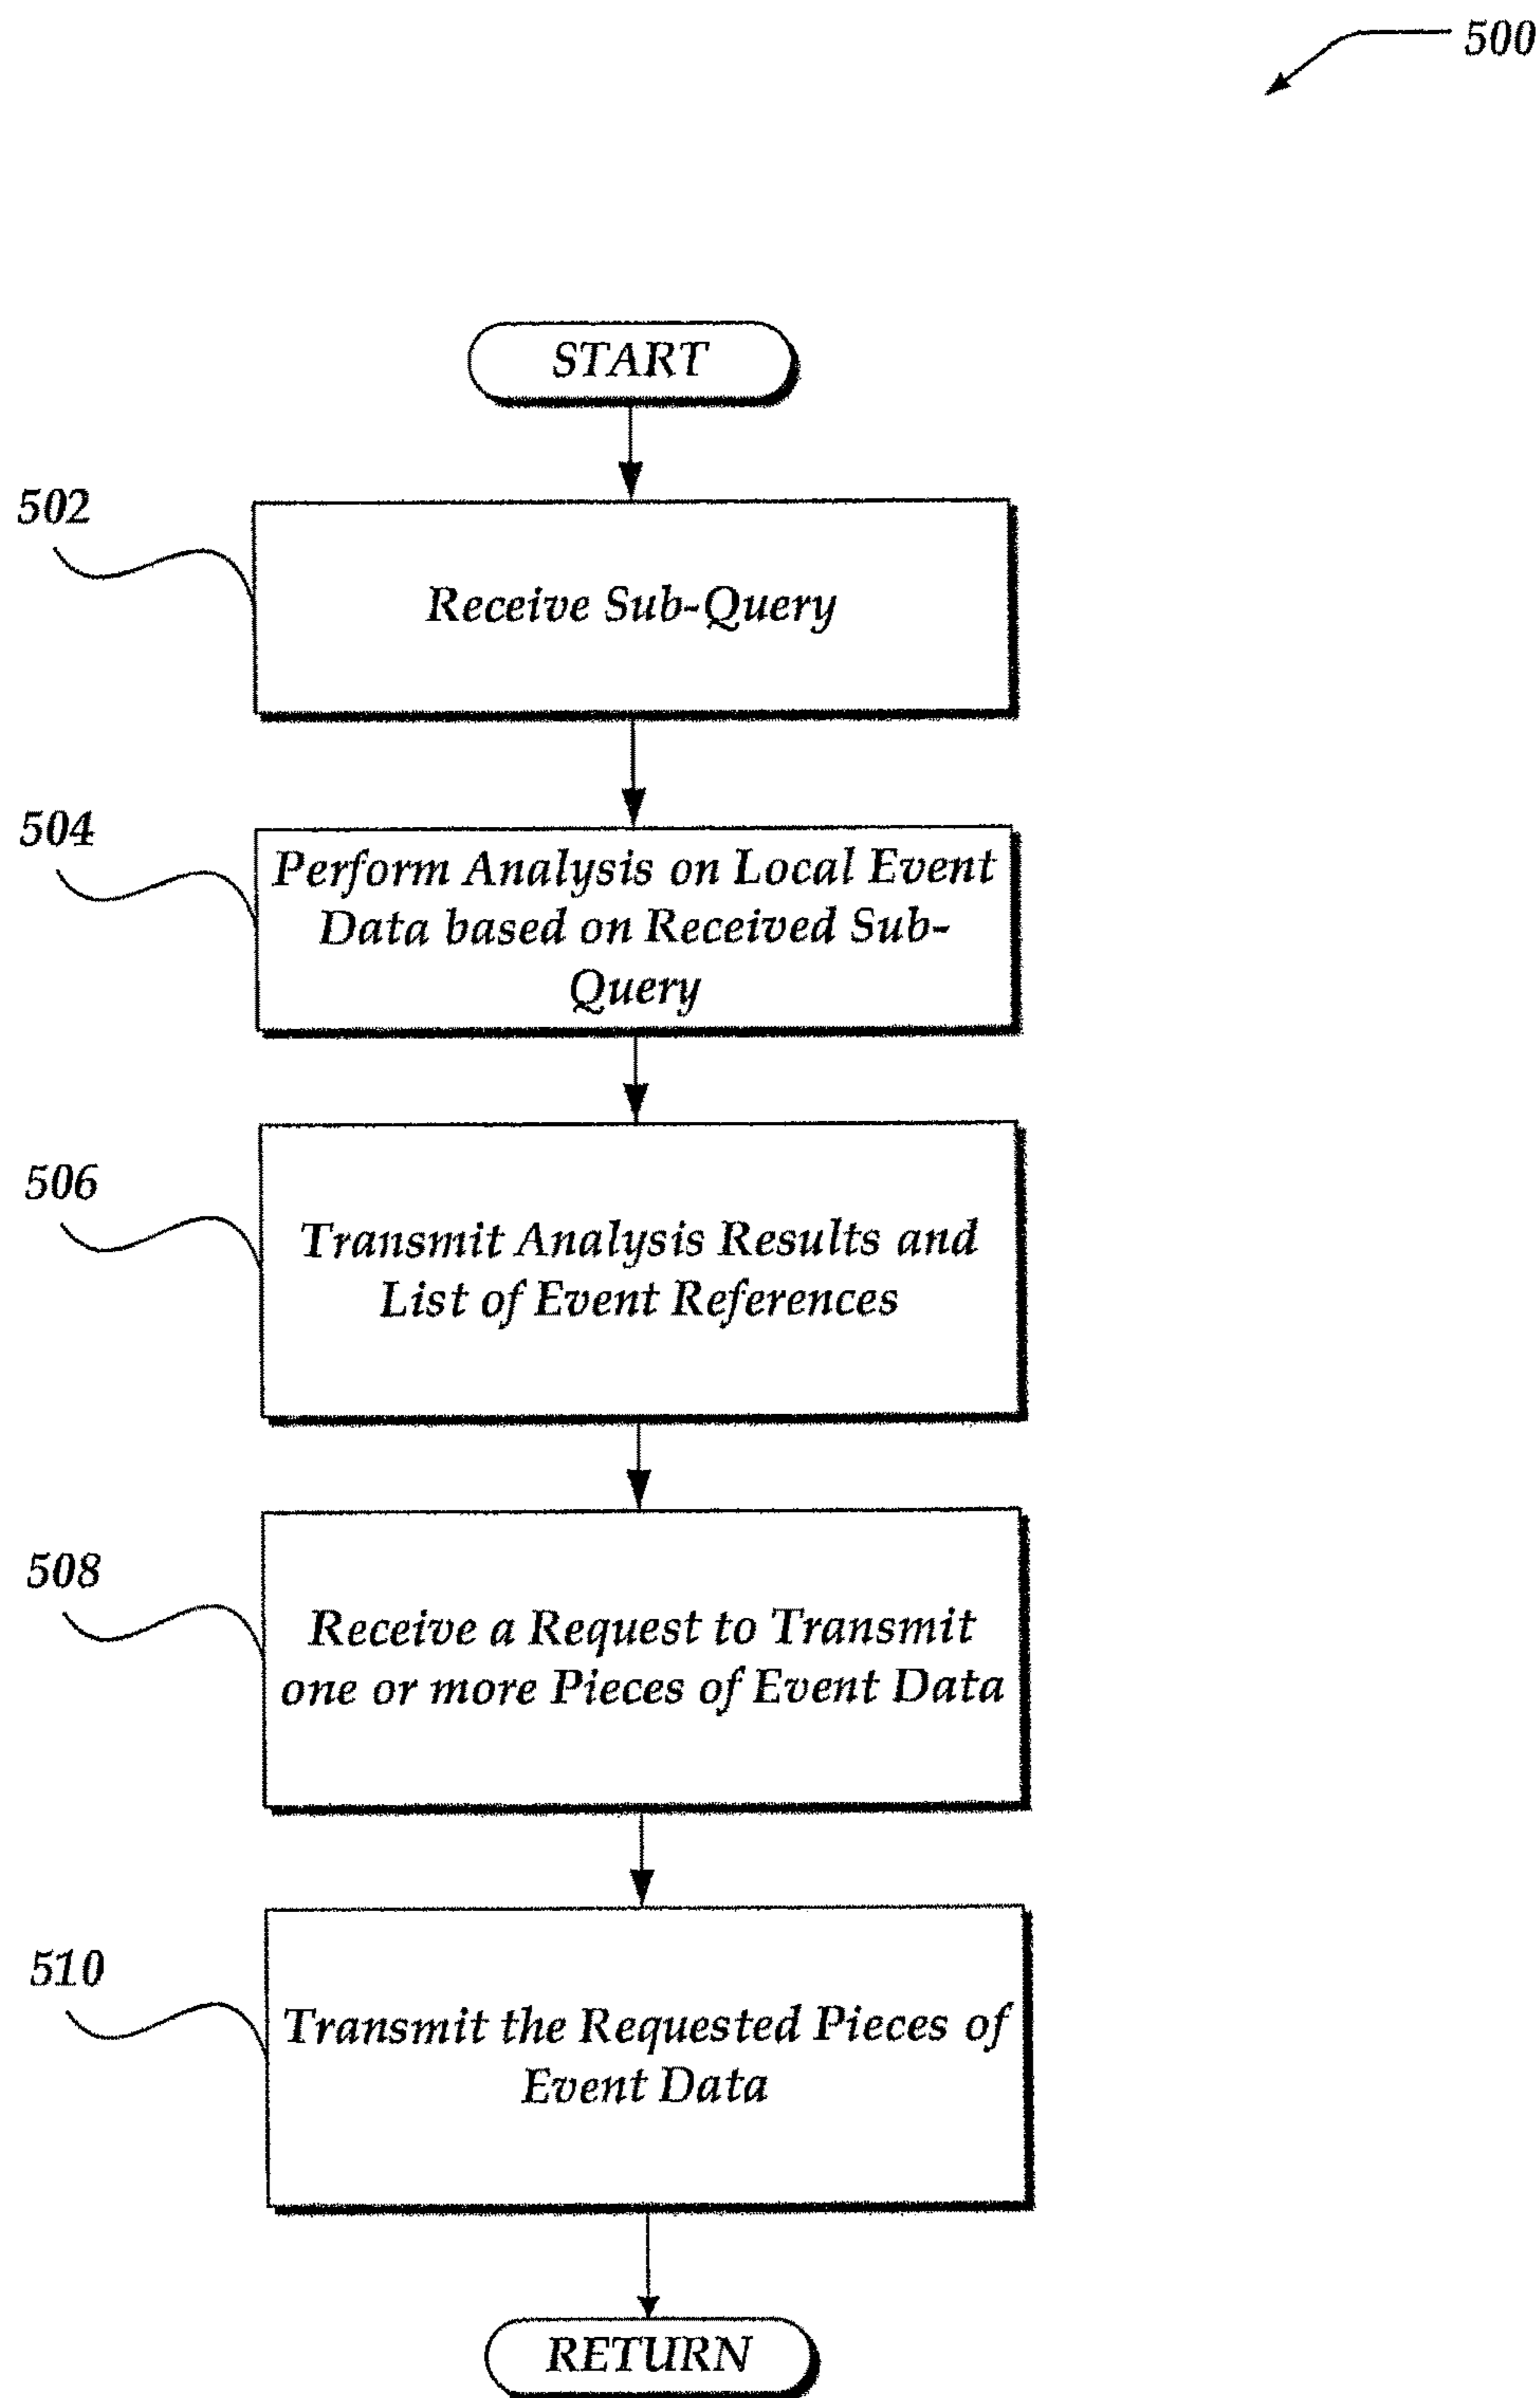 500
START
502
Receive Sub-Query
504
Perform Analysis on Local Event
Data based on Received Sub-
Query
506
Transmit Analysis Results and
List of Event References
508
Receive a Request to Transmit
one or more Pieces of Event Data
510
Transmit the Requested Pieces of
Event Data
RETURN